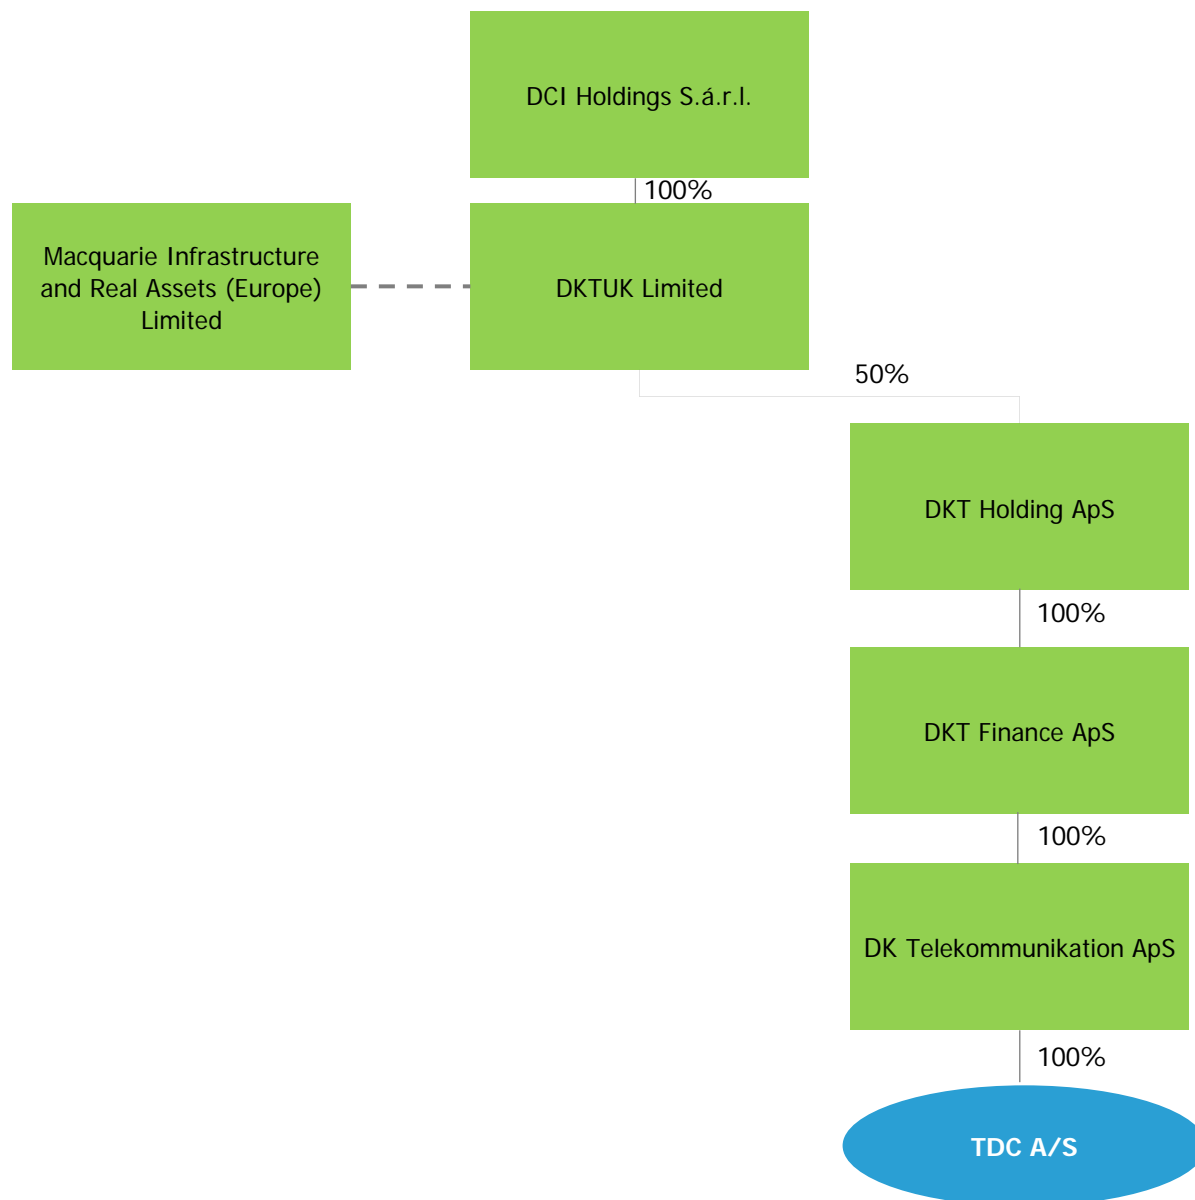 DCI Holdings S.á.r.l.
100%
Macquarie Infrastructure
and Real Assets (Europe)
Limited
DKTUK Limited
50%
DKT Holding ApS
100%
DKT Finance ApS
100%
DK Telekommunikation ApS
100%
TDC A/S